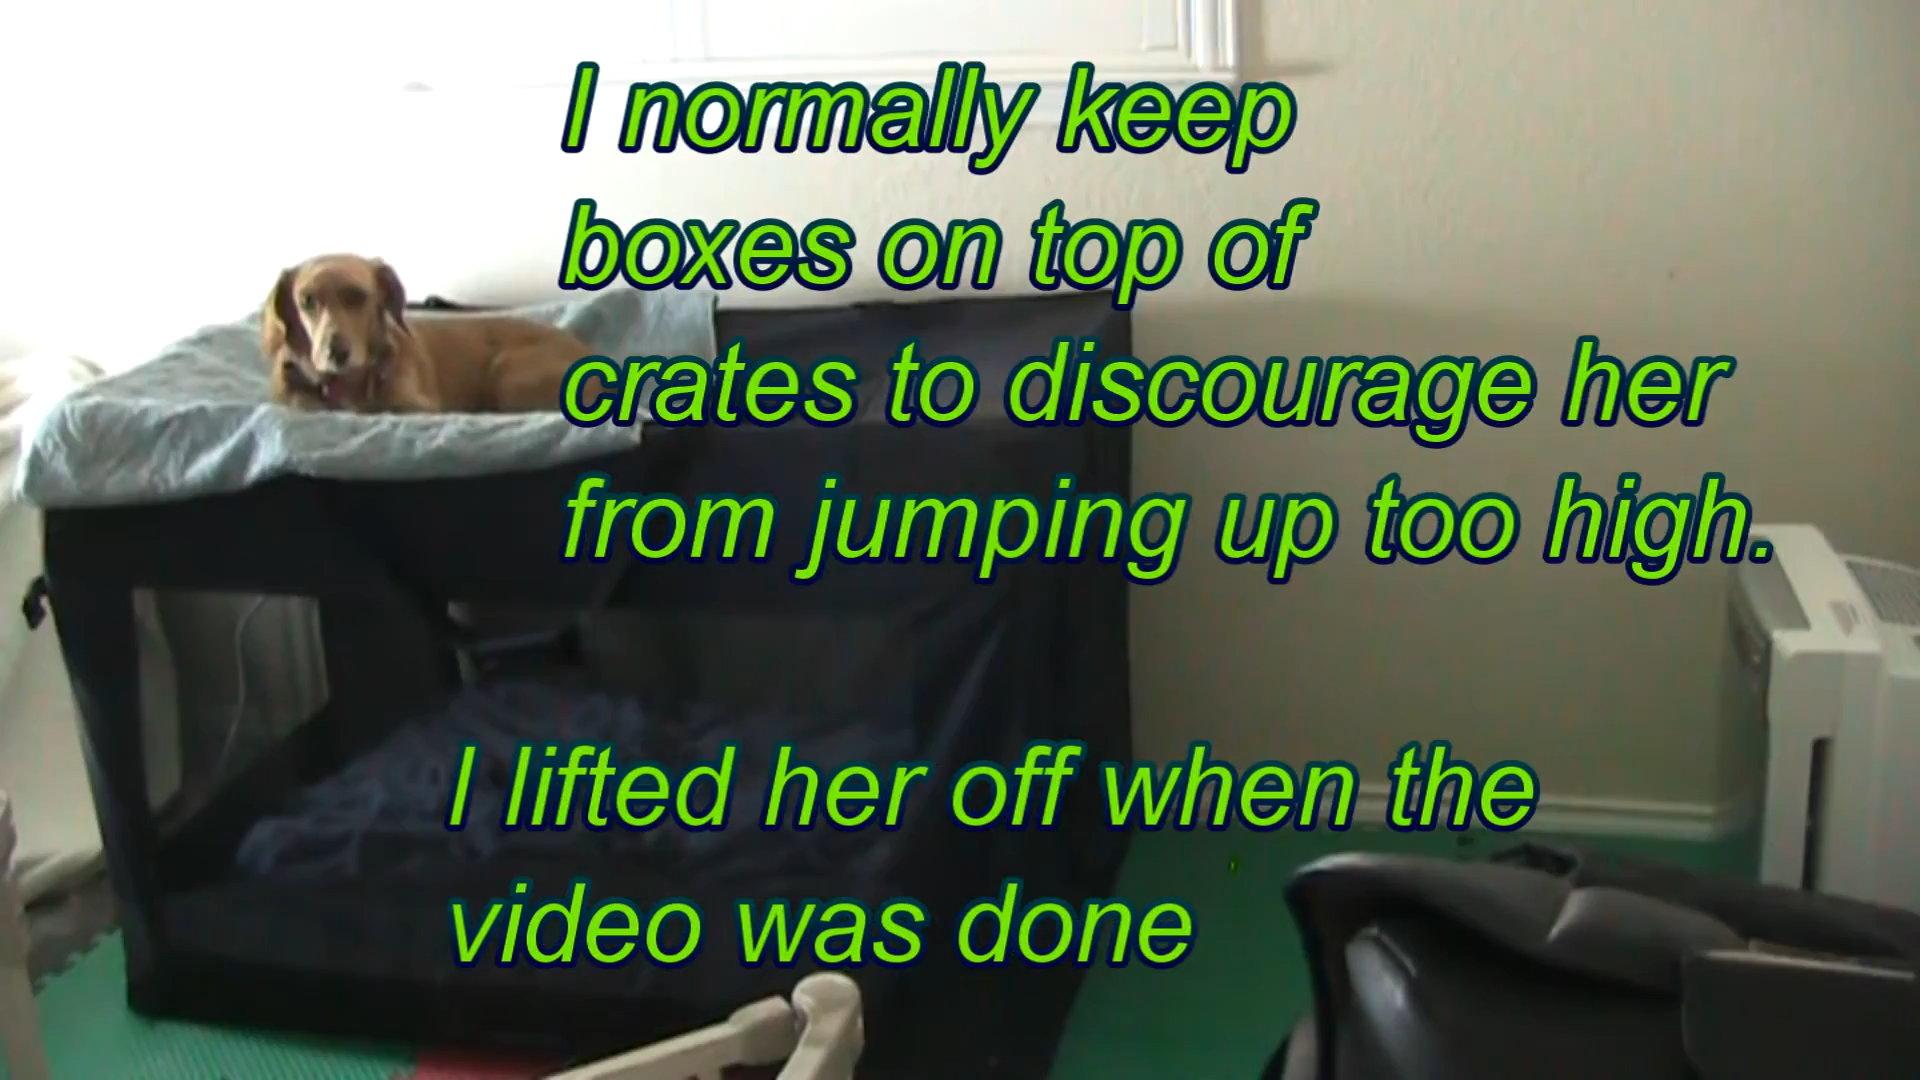 I normally keep
boxes on top of
crates to discourage her
from jumping up too high.
I lifted her off when the
video was done